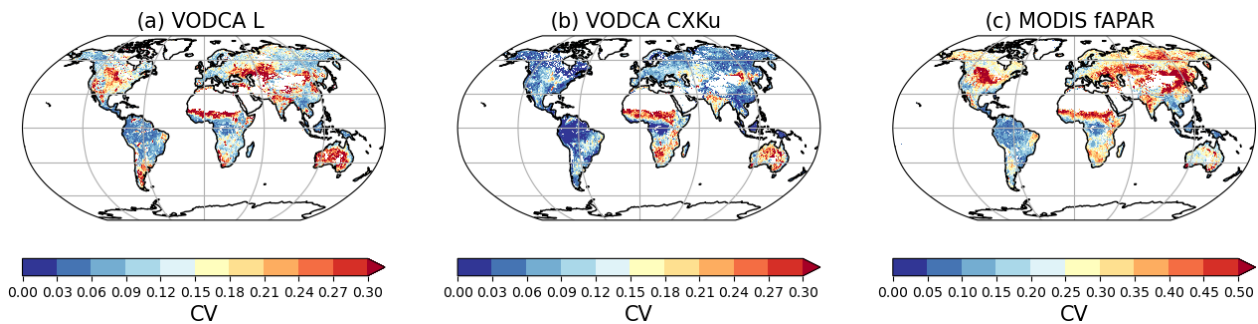 (a) VODCA L
(b) VODCA CXKu
(c) MODIS fAPAR
0.00 0.03 0.06 0.09 0.12 0.15 0.18 0.21 0.24 0.27 0.30
CV
0.00 0.03 0.06 0.09 0.12 0.15 0.18 0.21 0.24 0.27 0.30
CV
0.00 0.05 0.10 0.15 0.20 0.25 0.30 0.35 0.40 0.45 0.50
CV